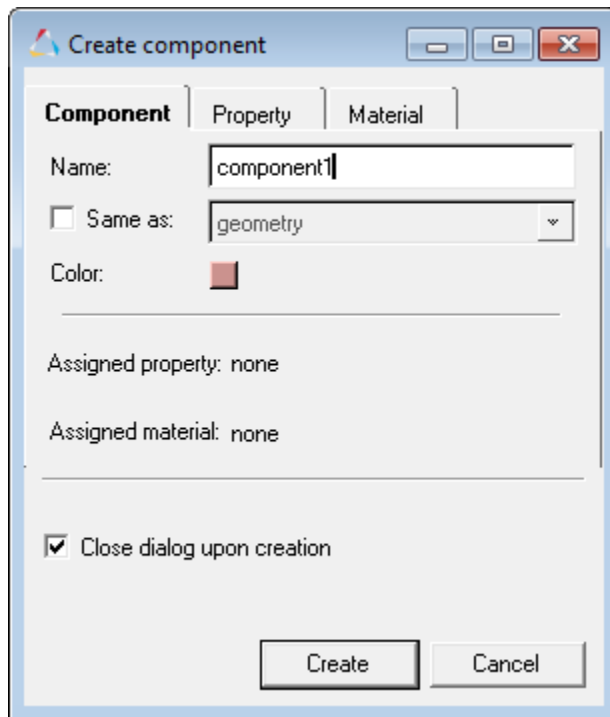 Create component
Component Property Material
Name: component1
Same as: geometry
Color:
Assigned property: none
Assigned material: none
Close dialog upon creation
Create Cancel